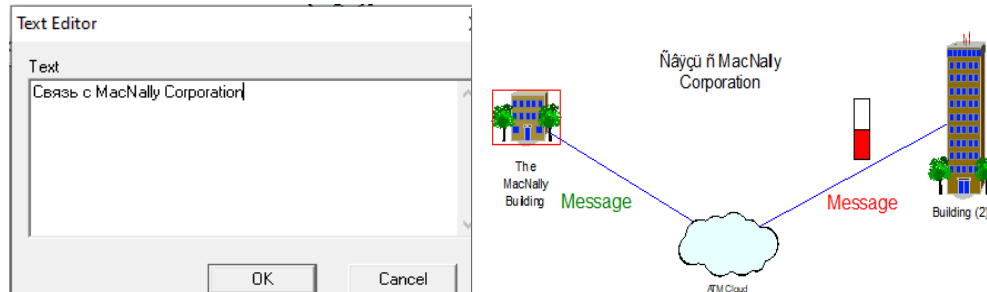 Text Editor
Text
Связь с MacNally Corporation
OK
Cancel
Ñâÿçü ñ MacNally
Corporation
The
MacNally
Building
Message
Message
Building (2)
ATM Cloud